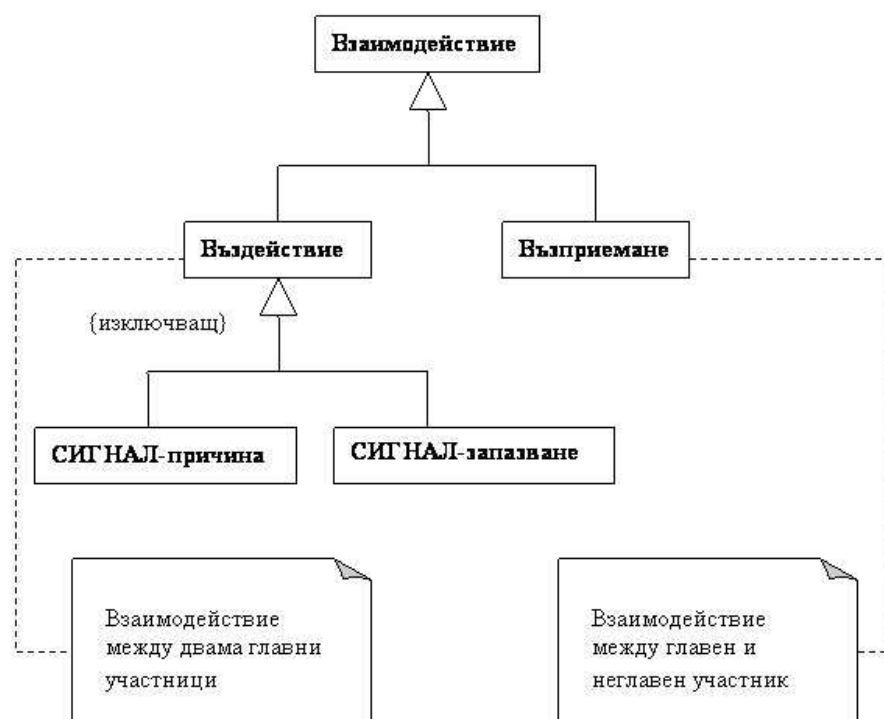 Взаимодействие
Въздействие
Възприемане
{изключващ}
СИГНАЛ-причина
СИГНАЛ-запазване
Взаимодействие
между двама главни
участници
Взаимодействие
между главен и
неглавен участник